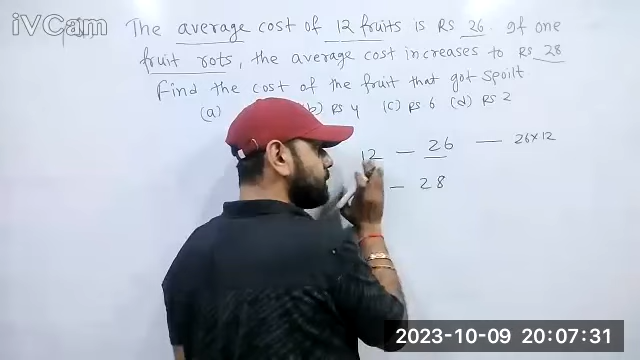 iVCam
The average cost of 12 fruits is Rs 26. If one
fruit rots, the average cost increases to Rs 28
Find the cost of the fruit that got spoilt
(a) (b) Rs 4 (c) Rs 6 (d) Rs 2
12 — 26 — 26×12
— 28
2023-10-09 20:07:31